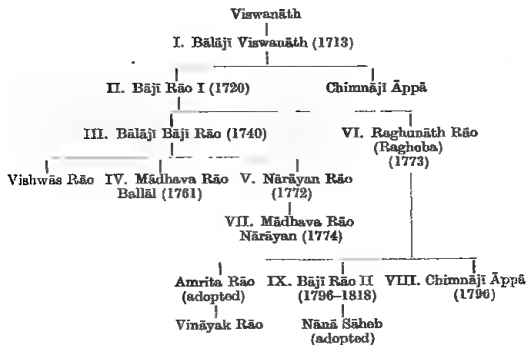 Viswanāth
I. Bālājī Viswanāth (1713)
II. Bājī Rāo I (1720) Chimnājī Āppā
III. Bālājī Bājī Rāo (1740) VI. Raghunāth Rāo
(Raghoba)
(1773)
Vishwās Rāo IV. Mādhava Rāo V. Nārāyan Rāo
Ballāl (1761) (1772)
VII. Mādhava Rāo
Nārāyan (1774)
Amrita Rāo IX. Bājī Rāo II VIII. Chimnājī Āppā
(adopted) (1796–1818) (1796)
Vināyak Rāo Nānā Sāheb
(adopted)